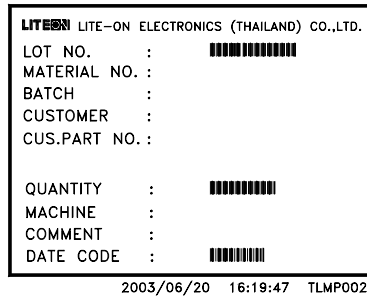 LITEON LITE-ON ELECTRONICS (THAILAND) CO.,LTD.
LOT NO. :
MATERIAL NO. :
BATCH :
CUSTOMER :
CUS.PART NO. :
QUANTITY :
MACHINE :
COMMENT :
DATE CODE :
2003/06/20 16:19:47 TLMP002